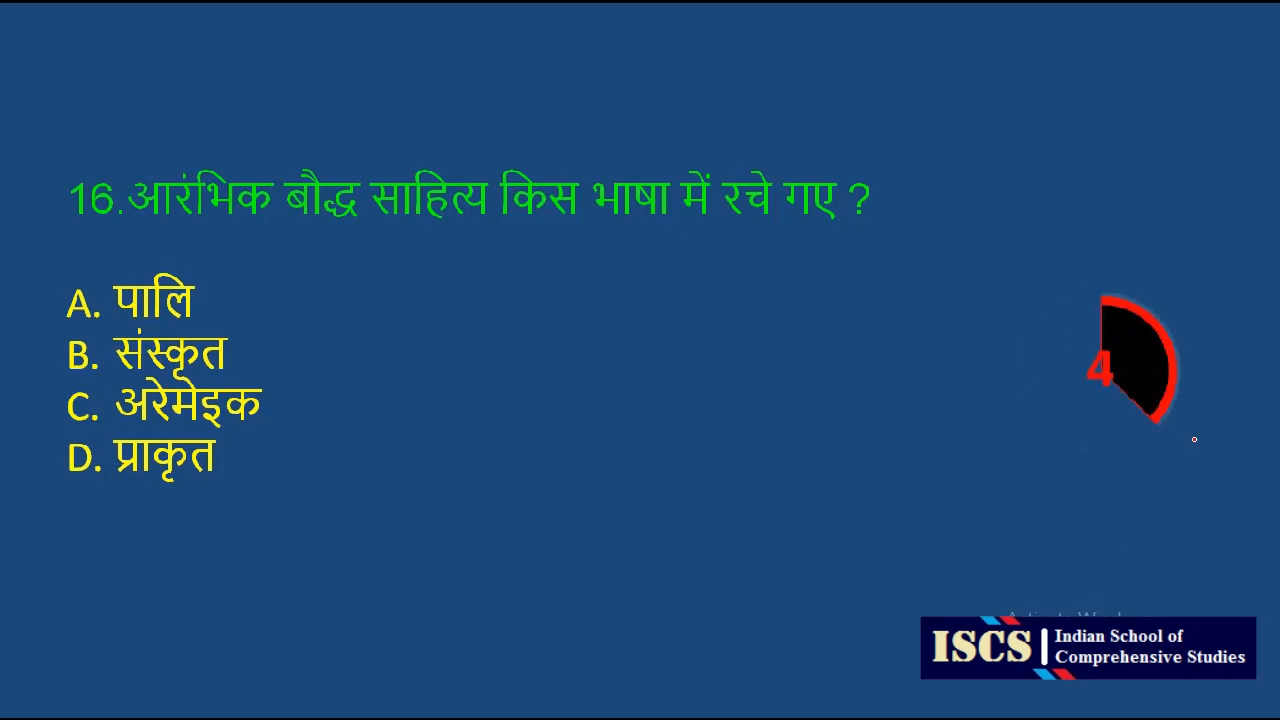 16.आरंभिक बौद्ध साहित्य किस भाषा में रचे गए ?
A. पालि
B. संस्कृत
C. अरेमेइक
D. प्राकृत
4
ISCS
Indian School of
Comprehensive Studies